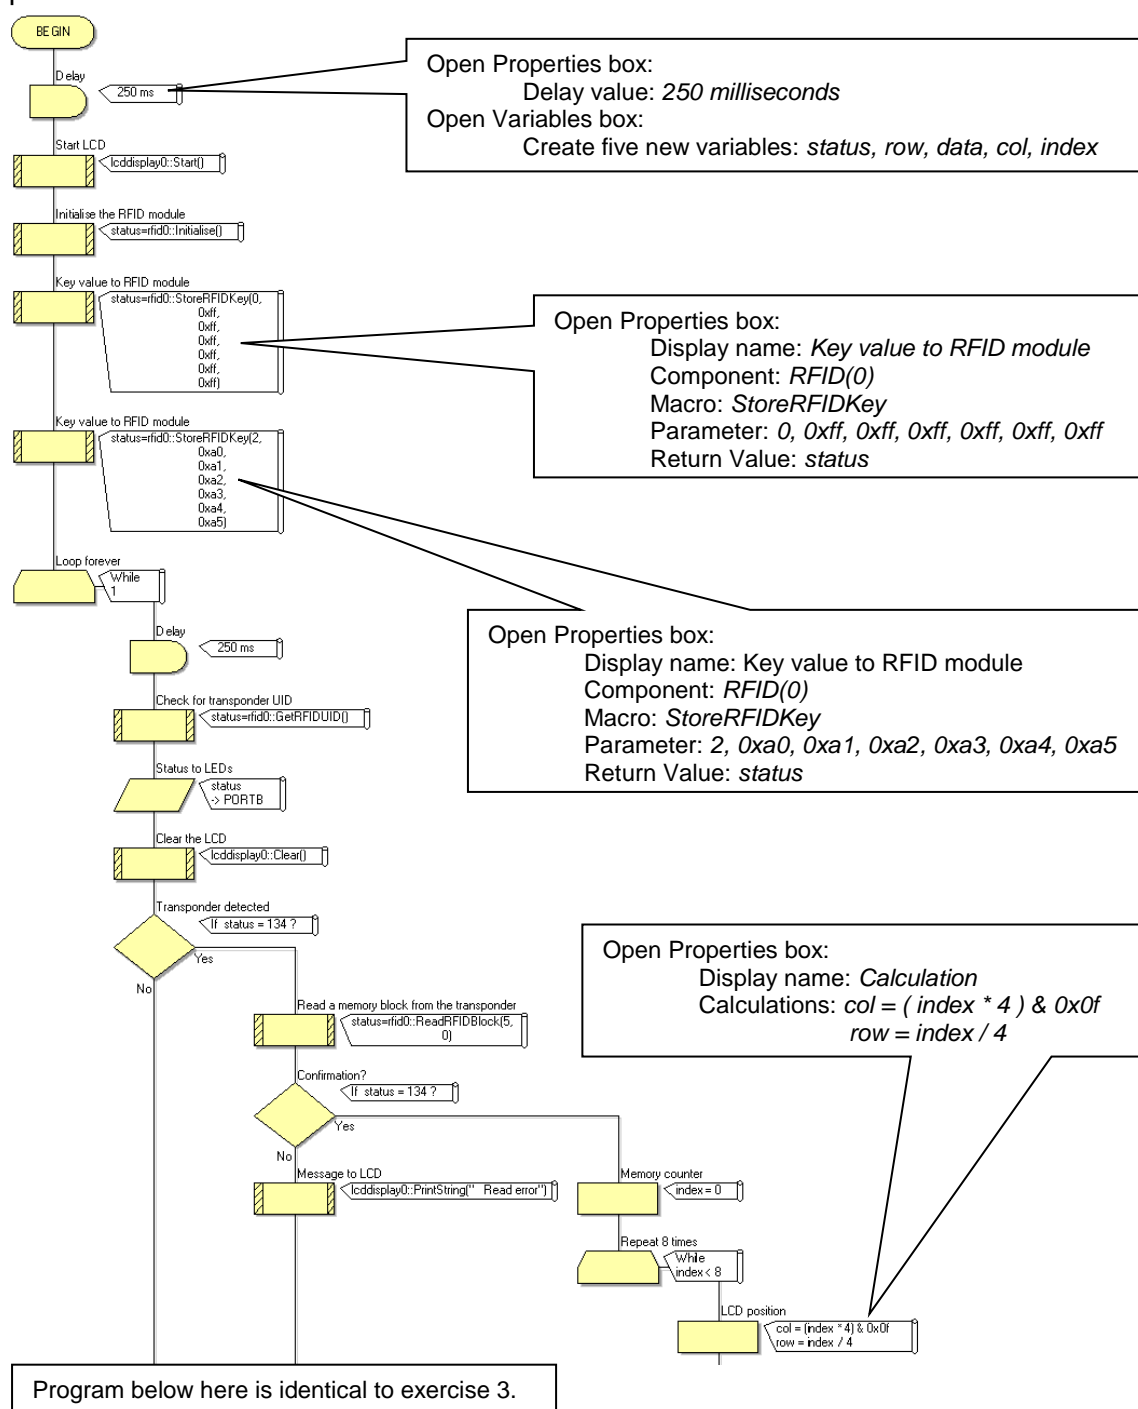 BEGIN
Delay
250 ms
Open Properties box:
Delay value: 250 milliseconds
Open Variables box:
Create five new variables: status, row, data, col, index
Start LCD
lcddisplay0::Start()
Initialise the RFID module
status=rfid0::Initialise()
Key value to RFID module
status=rfid0::StoreRFIDKey(0,
0xff,
0xff,
0xff,
0xff,
0xff,
0xff)
Open Properties box:
Display name: Key value to RFID module
Component: RFID(0)
Macro: StoreRFIDKey
Parameter: 0, 0xff, 0xff, 0xff, 0xff, 0xff, 0xff
Return Value: status
Key value to RFID module
status=rfid0::StoreRFIDKey(2,
0xa0,
0xa1,
0xa2,
0xa3,
0xa4,
0xa5)
Open Properties box:
Display name: Key value to RFID module
Component: RFID(0)
Macro: StoreRFIDKey
Parameter: 2, 0xa0, 0xa1, 0xa2, 0xa3, 0xa4, 0xa5
Return Value: status
Loop forever
While
1
Delay
250 ms
Check for transponder UID
status=rfid0::GetRFIDUID()
Status to LEDs
status
-> PORTB
Clear the LCD
lcddisplay0::Clear()
Transponder detected
If status = 134 ?
Yes
No
Read a memory block from the transponder
status=rfid0::ReadRFIDBlock(5,
0)
Open Properties box:
Display name: Calculation
Calculations: col = ( index * 4 ) & 0x0f
row = index / 4
Confirmation?
If status = 134 ?
Yes
No
Message to LCD
lcddisplay0::PrintString("   Read error")
Memory counter
index = 0
Repeat 8 times
While
index < 8
LCD position
col = (index * 4) & 0x0f
row = index / 4
Program below here is identical to exercise 3.